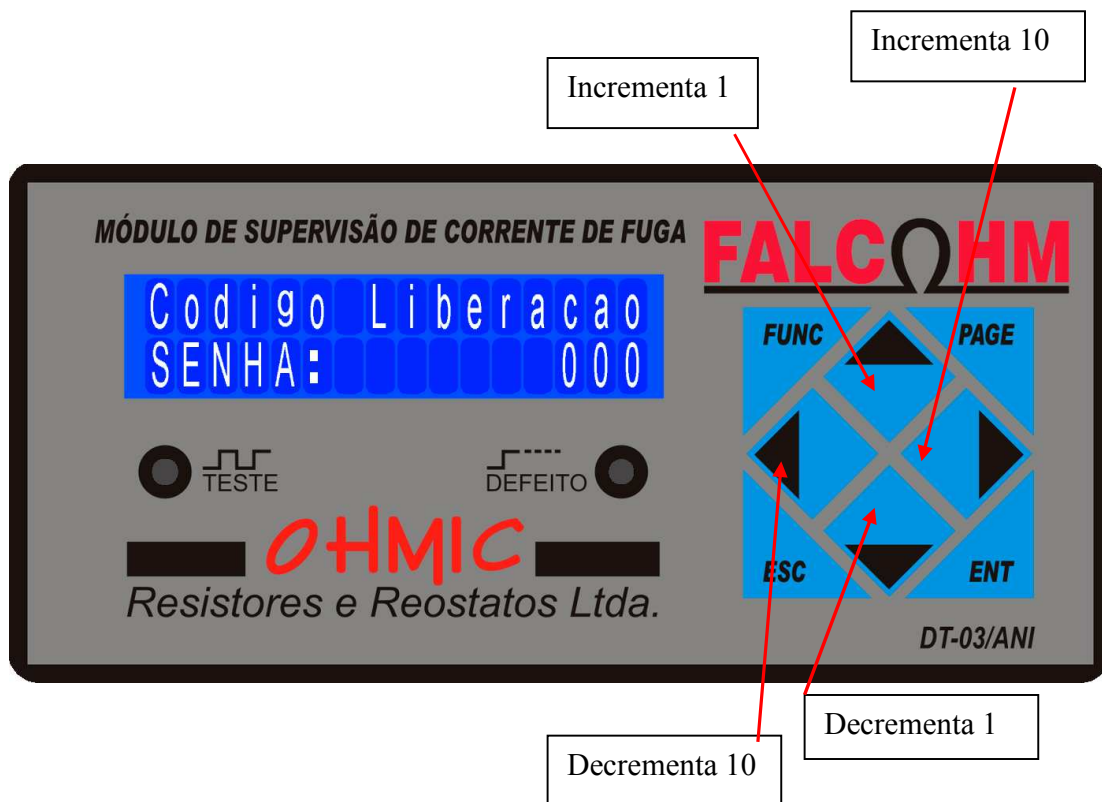 Incrementa 10
Incrementa 1
MÓDULO DE SUPERVISÃO DE CORRENTE DE FUGA
FALCΩHM
Codigo Liberacao
SENHA: 000
FUNC
PAGE
TESTE
DEFEITO
OHMIC
Resistores e Reostatos Ltda.
ESC
ENT
DT-03/ANI
Decrementa 1
Decrementa 10